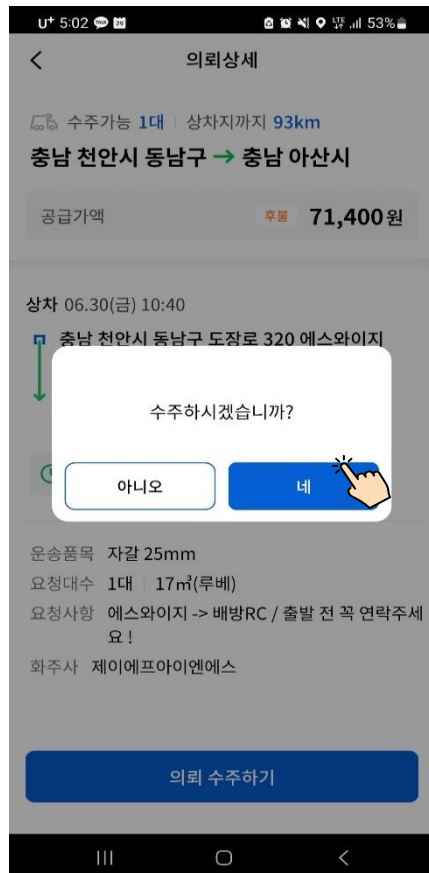 U+ 5:02 29 LTE 53%
의뢰상세
수주가능 1대 상차지까지 93km
충남 천안시 동남구 → 충남 아산시
공급가액 후불 71,400원
상차 06.30(금) 10:40
충남 천안시 동남구 도장로 320 에스와이지
수주하시겠습니까?
아니오 네
운송품목 자갈 25mm
요청대수 1대 17㎥(루베)
요청사항 에스와이지 -> 배방RC / 출발 전 꼭 연락주세
요 !
화주사 제이에프아이엔에스
의뢰 수주하기